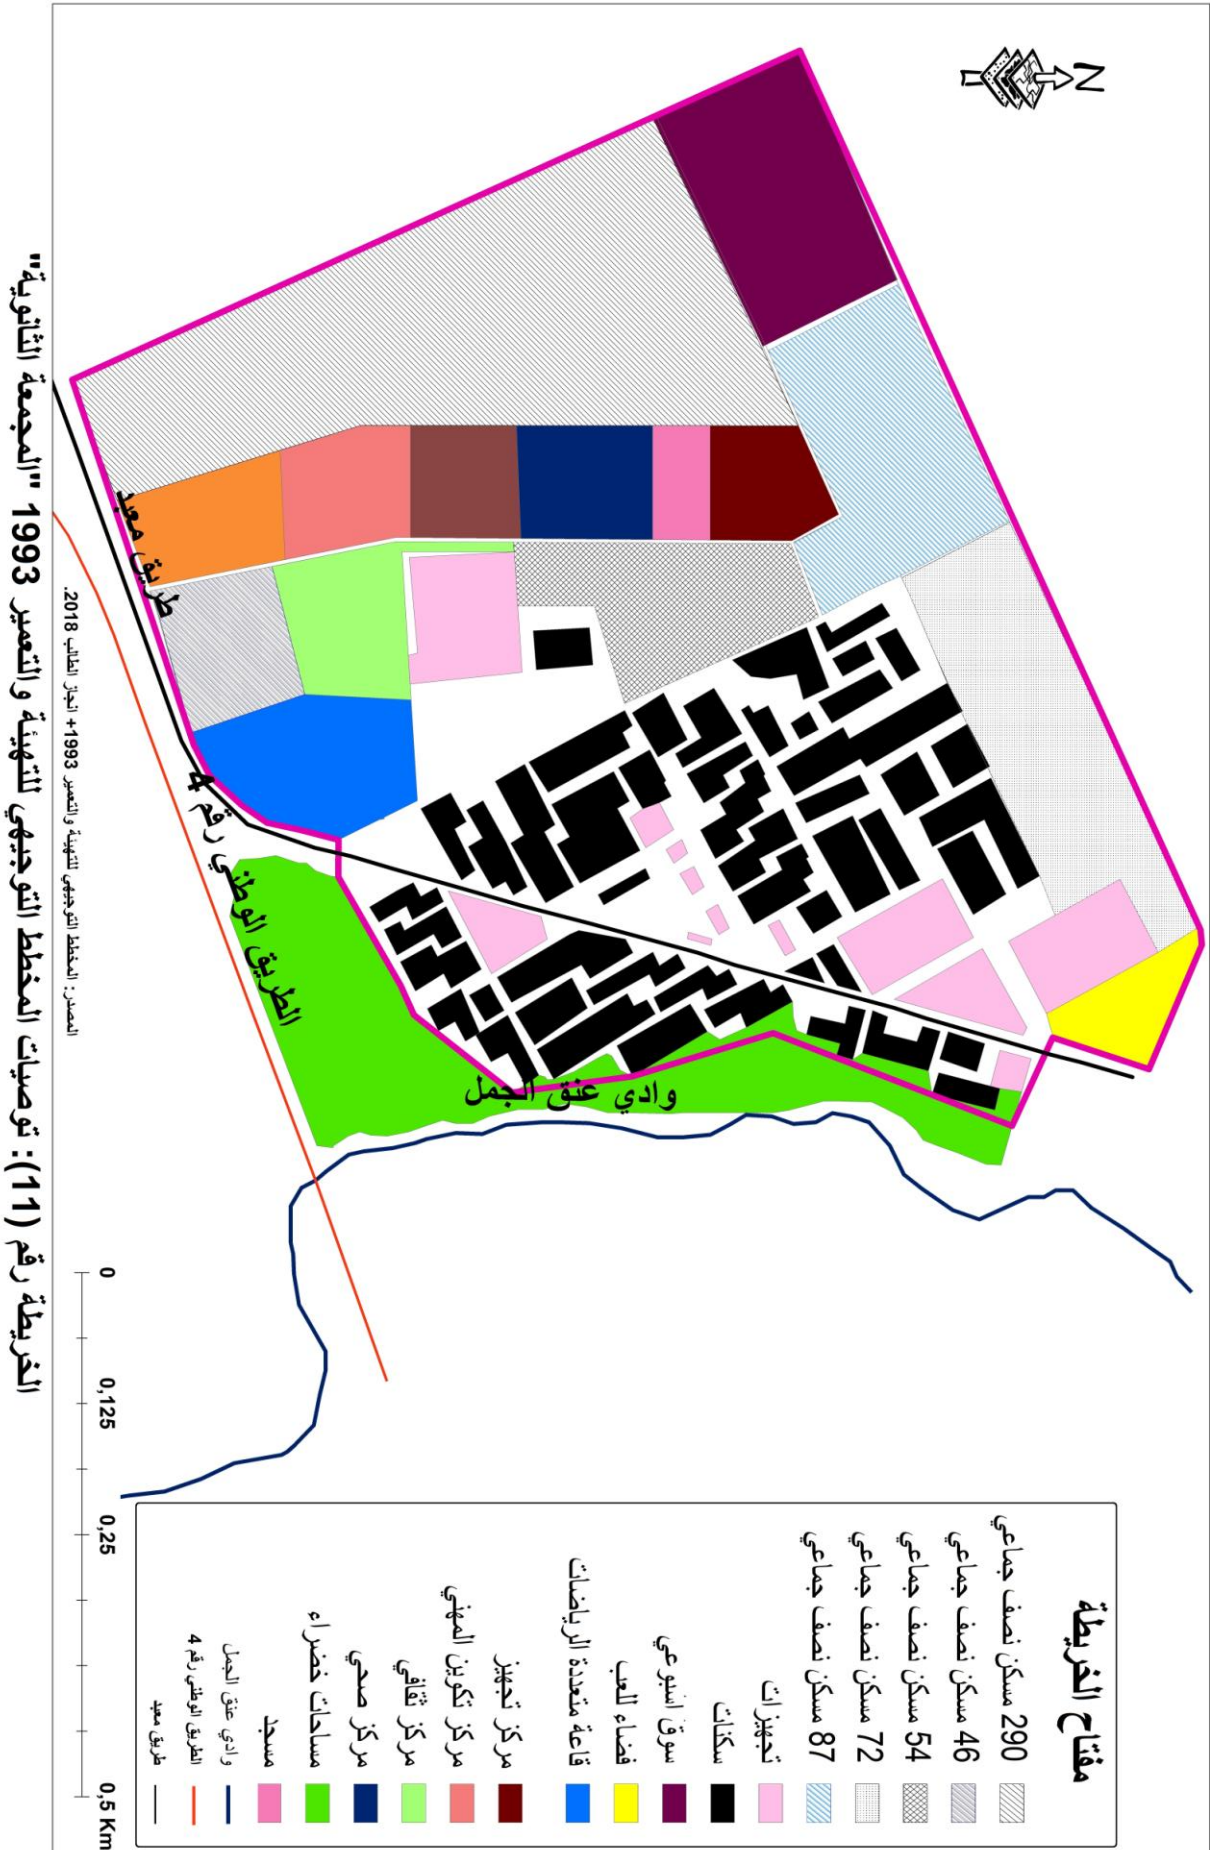 N
طريق معبد
الطريق الوطني رقم 4
وادي عنق الجمل
مفتاح الخريطة
290 مسكن نصف جماعي
46 مسكن نصف جماعي
54 مسكن نصف جماعي
72 مسكن نصف جماعي
87 مسكن نصف جماعي
تجهيزات
سكنات
سوق اسبوعي
فضاء للعب
قاعة متعددة الرياضات
مركز تجهيز
مركز تكوين المهني
مركز ثقافي
مركز صحي
مساحات خضراء
مسجد
وادي عنق الجمل
الطريق الوطني رقم 4
طريق معبد
0 0,125 0,25 0,5 Km
المصدر: المخطط التوجيهي للتهيئة والتعمير 1993+ انجاز الطالب 2018.
الخريطة رقم (11): توصيات المخطط التوجيهي للتهيئة والتعمير 1993 "المجمعة الثانوية"